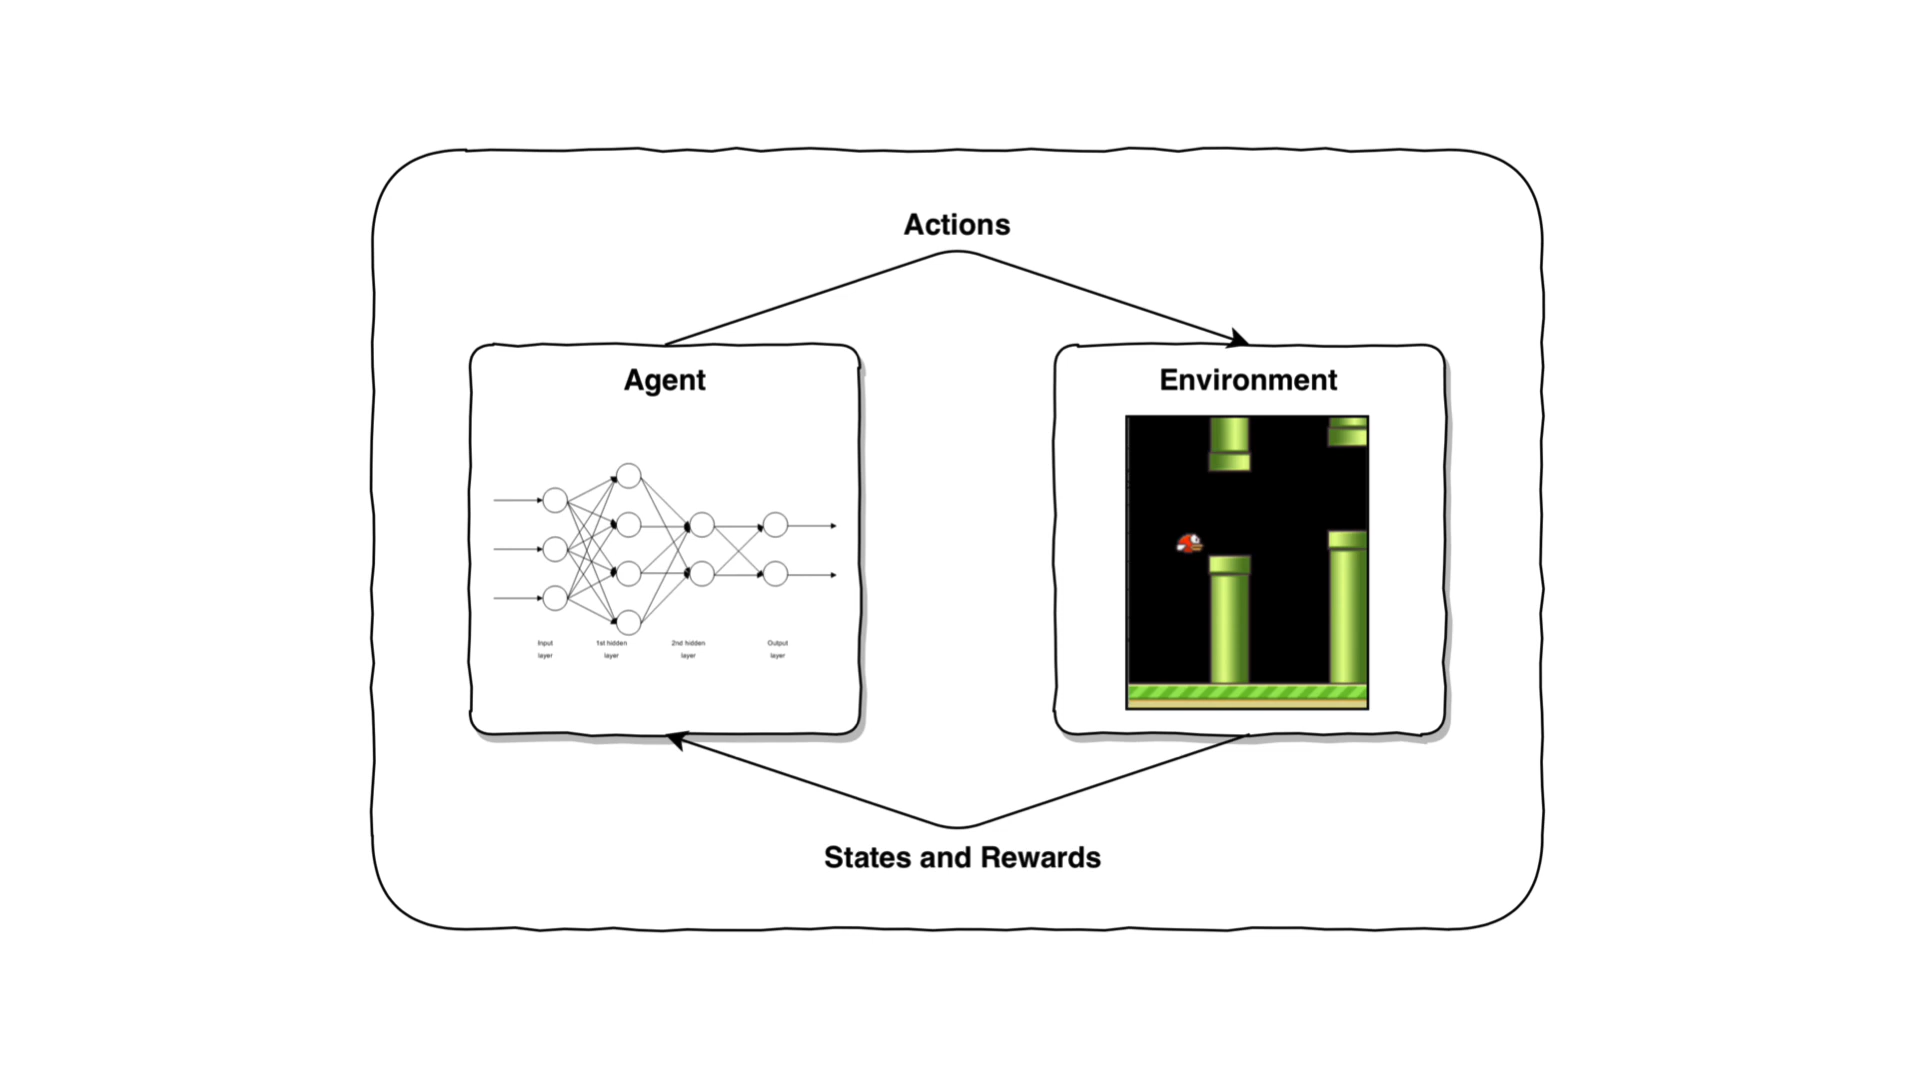 Actions
Agent
Environment
Input layer
1st hidden layer
2nd hidden layer
Output layer
States and Rewards